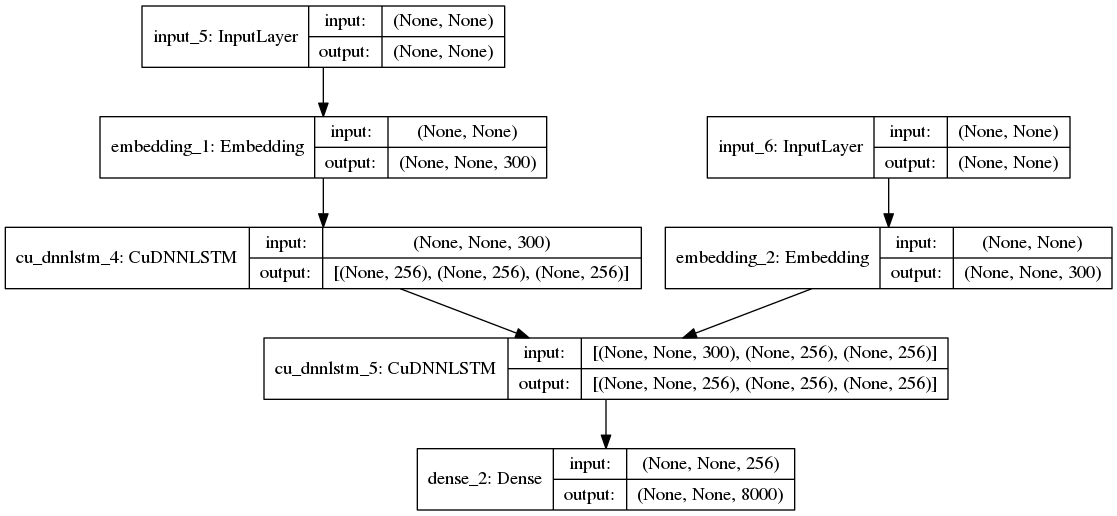 input_5: InputLayer
input: (None, None)
output: (None, None)
embedding_1: Embedding
input: (None, None)
output: (None, None, 300)
input_6: InputLayer
input: (None, None)
output: (None, None)
cu_dnnlstm_4: CuDNNLSTM
input: (None, None, 300)
output: [(None, 256), (None, 256), (None, 256)]
embedding_2: Embedding
input: (None, None)
output: (None, None, 300)
cu_dnnlstm_5: CuDNNLSTM
input: [(None, None, 300), (None, 256), (None, 256)]
output: [(None, None, 256), (None, 256), (None, 256)]
dense_2: Dense
input: (None, None, 256)
output: (None, None, 8000)